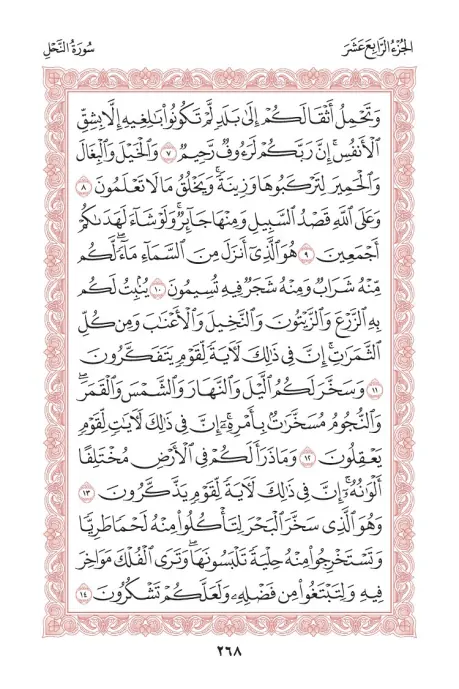 الجُزْءُ الرَّابِعَ عَشَرَ
سُورَةُ النَّحْلِ
وَتَحْمِلُ أَثْقَالَكُمْ إِلَىٰ بَلَدٍ لَّمْ تَكُونُوا۟ بَـٰلِغِيهِ إِلَّا بِشِقِّ
ٱلْأَنفُسِ ۚ إِنَّ رَبَّكُمْ لَرَءُوفٌ رَّحِيمٌ ٧ وَٱلْخَيْلَ وَٱلْبِغَالَ
وَٱلْحَمِيرَ لِتَرْكَبُوهَا وَزِينَةً ۚ وَيَخْلُقُ مَا لَا تَعْلَمُونَ ٨
وَعَلَى ٱللَّهِ قَصْدُ ٱلسَّبِيلِ وَمِنْهَا جَآئِرٌ ۚ وَلَوْ شَآءَ لَهَدَىٰكُمْ
أَجْمَعِينَ ٩ هُوَ ٱلَّذِىٓ أَنزَلَ مِنَ ٱلسَّمَآءِ مَآءً ۖ لَّكُم
مِّنْهُ شَرَابٌ وَمِنْهُ شَجَرٌ فِيهِ تُسِيمُونَ ١٠ يُنۢبِتُ لَكُم
بِهِ ٱلزَّرْعَ وَٱلزَّيْتُونَ وَٱلنَّخِيلَ وَٱلْأَعْنَـٰبَ وَمِن كُلِّ
ٱلثَّمَرَٰتِ ۗ إِنَّ فِى ذَٰلِكَ لَـَٔايَةً لِّقَوْمٍ يَتَفَكَّرُونَ
١١ وَسَخَّرَ لَكُمُ ٱلَّيْلَ وَٱلنَّهَارَ وَٱلشَّمْسَ وَٱلْقَمَرَ ۖ
وَٱلنُّجُومُ مُسَخَّرَٰتٌۢ بِأَمْرِهِۦٓ ۗ إِنَّ فِى ذَٰلِكَ لَـَٔايَـٰتٍ لِّقَوْمٍ
يَعْقِلُونَ ١٢ وَمَا ذَرَأَ لَكُمْ فِى ٱلْأَرْضِ مُخْتَلِفًا
أَلْوَٰنُهُۥٓ ۗ إِنَّ فِى ذَٰلِكَ لَـَٔايَةً لِّقَوْمٍ يَذَّكَّرُونَ ١٣
وَهُوَ ٱلَّذِى سَخَّرَ ٱلْبَحْرَ لِتَأْكُلُوا۟ مِنْهُ لَحْمًا طَرِيًّا
وَتَسْتَخْرِجُوا۟ مِنْهُ حِلْيَةً تَلْبَسُونَهَا ۖ وَتَرَى ٱلْفُلْكَ مَوَاخِرَ
فِيهِ وَلِتَبْتَغُوا۟ مِن فَضْلِهِۦ وَلَعَلَّكُمْ تَشْكُرُونَ ١٤
٢٦٨